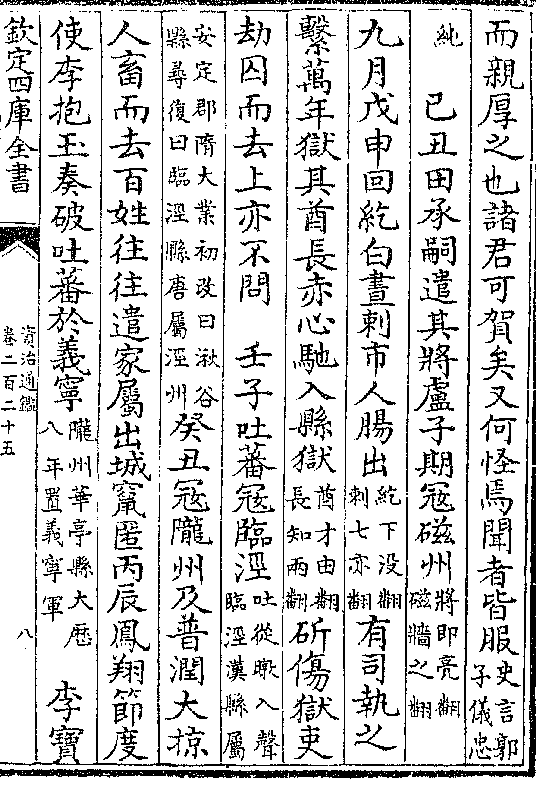 而親厚之也諸君可賀矣又何怪焉聞者皆服史言郭子儀忠
純　己丑田承嗣遣其將盧子期冦磁州將即亮翻磁牆之翻
九月戊申回紇白晝刺市人腸出紇下没翻刺七亦翻有司執之
繫萬年獄其酋長赤心馳入縣獄酋才由翻長知兩翻斫傷獄吏
劫囚而去上亦不問　壬子吐蕃冦臨涇吐從暾入聲臨涇漢縣屬
安定郡隋大業初改曰湫谷縣尋復曰臨涇縣唐屬涇州癸丑冦隴州及普潤大掠
人畜而去百姓往往遣家屬出城竄匿丙辰鳳翔節度
使李抱玉奏破吐蕃於義寧隴州華亭縣大厯八年置義寧軍　李寶
欽定四庫全書
資治通鑑
卷二百二十五
八